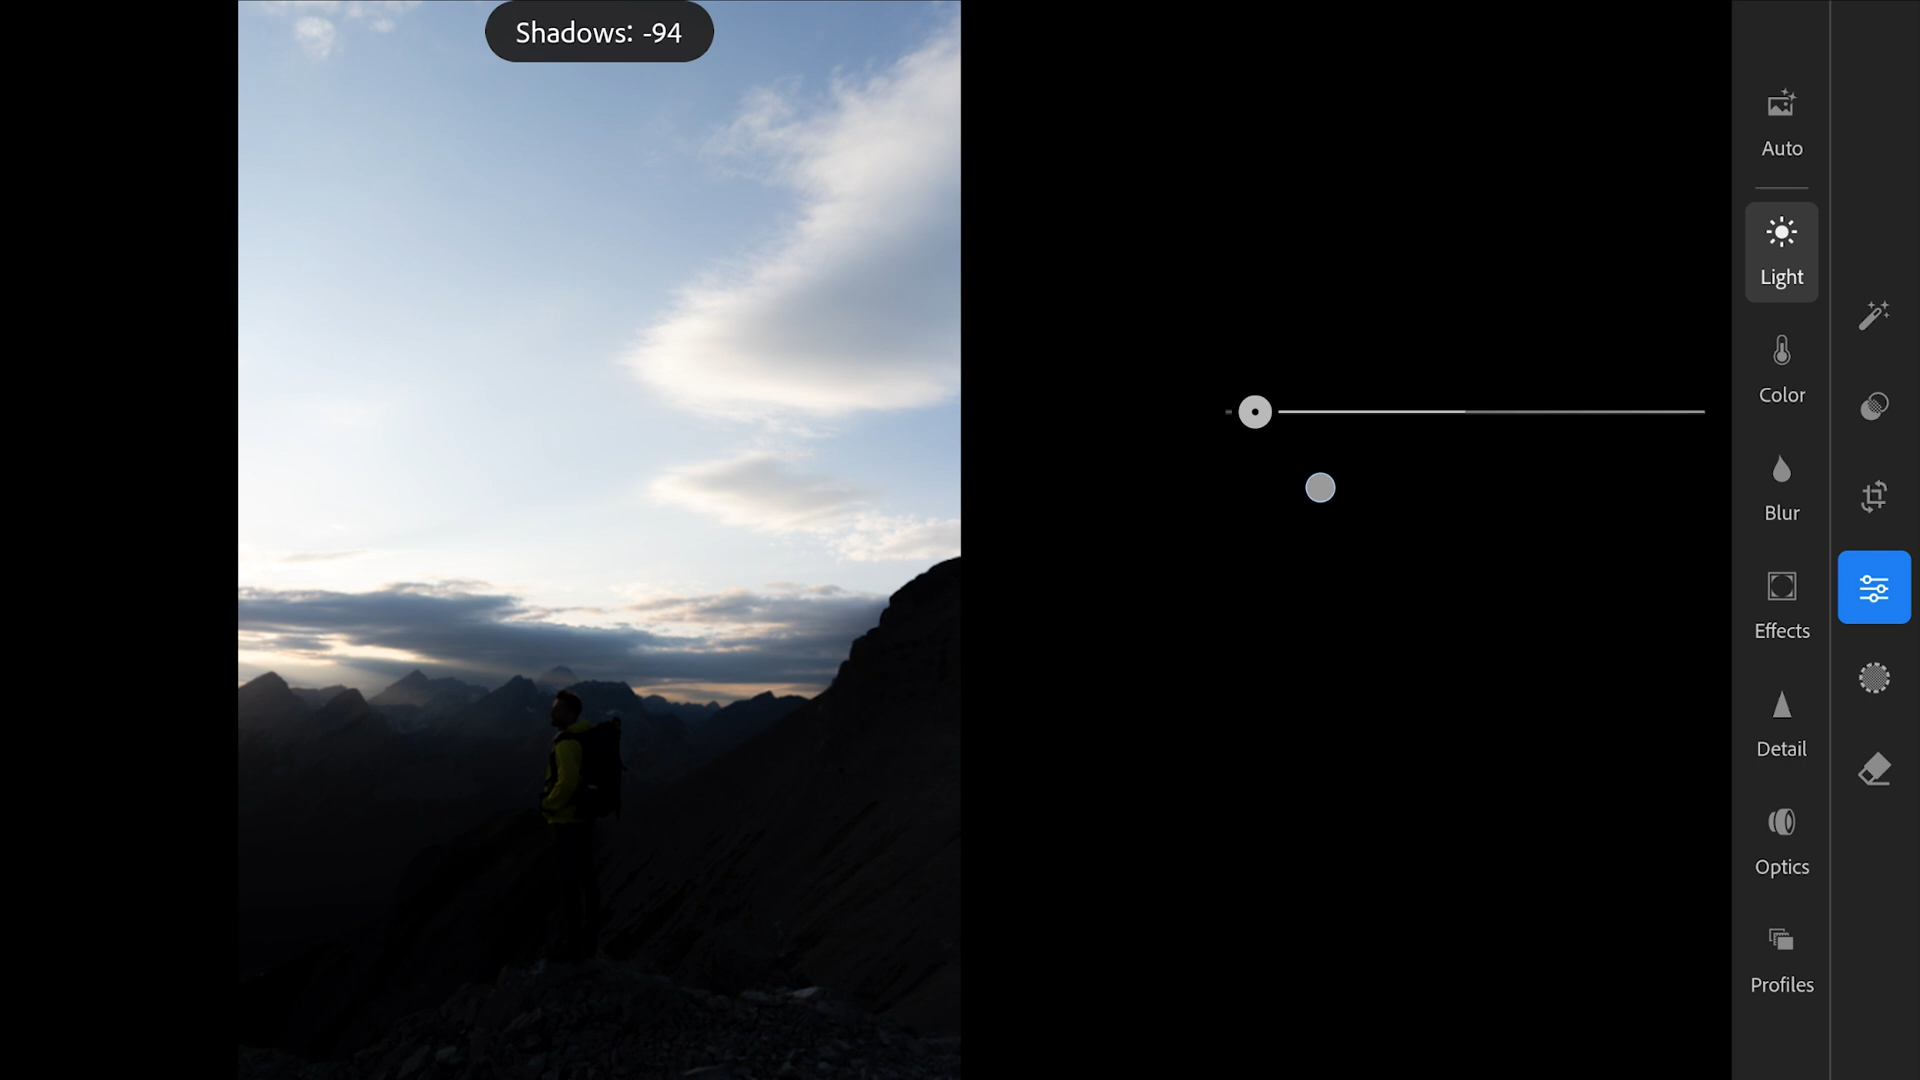 Shadows: -94
Auto
Light
Color
Blur
Effects
Detail
Optics
Profiles